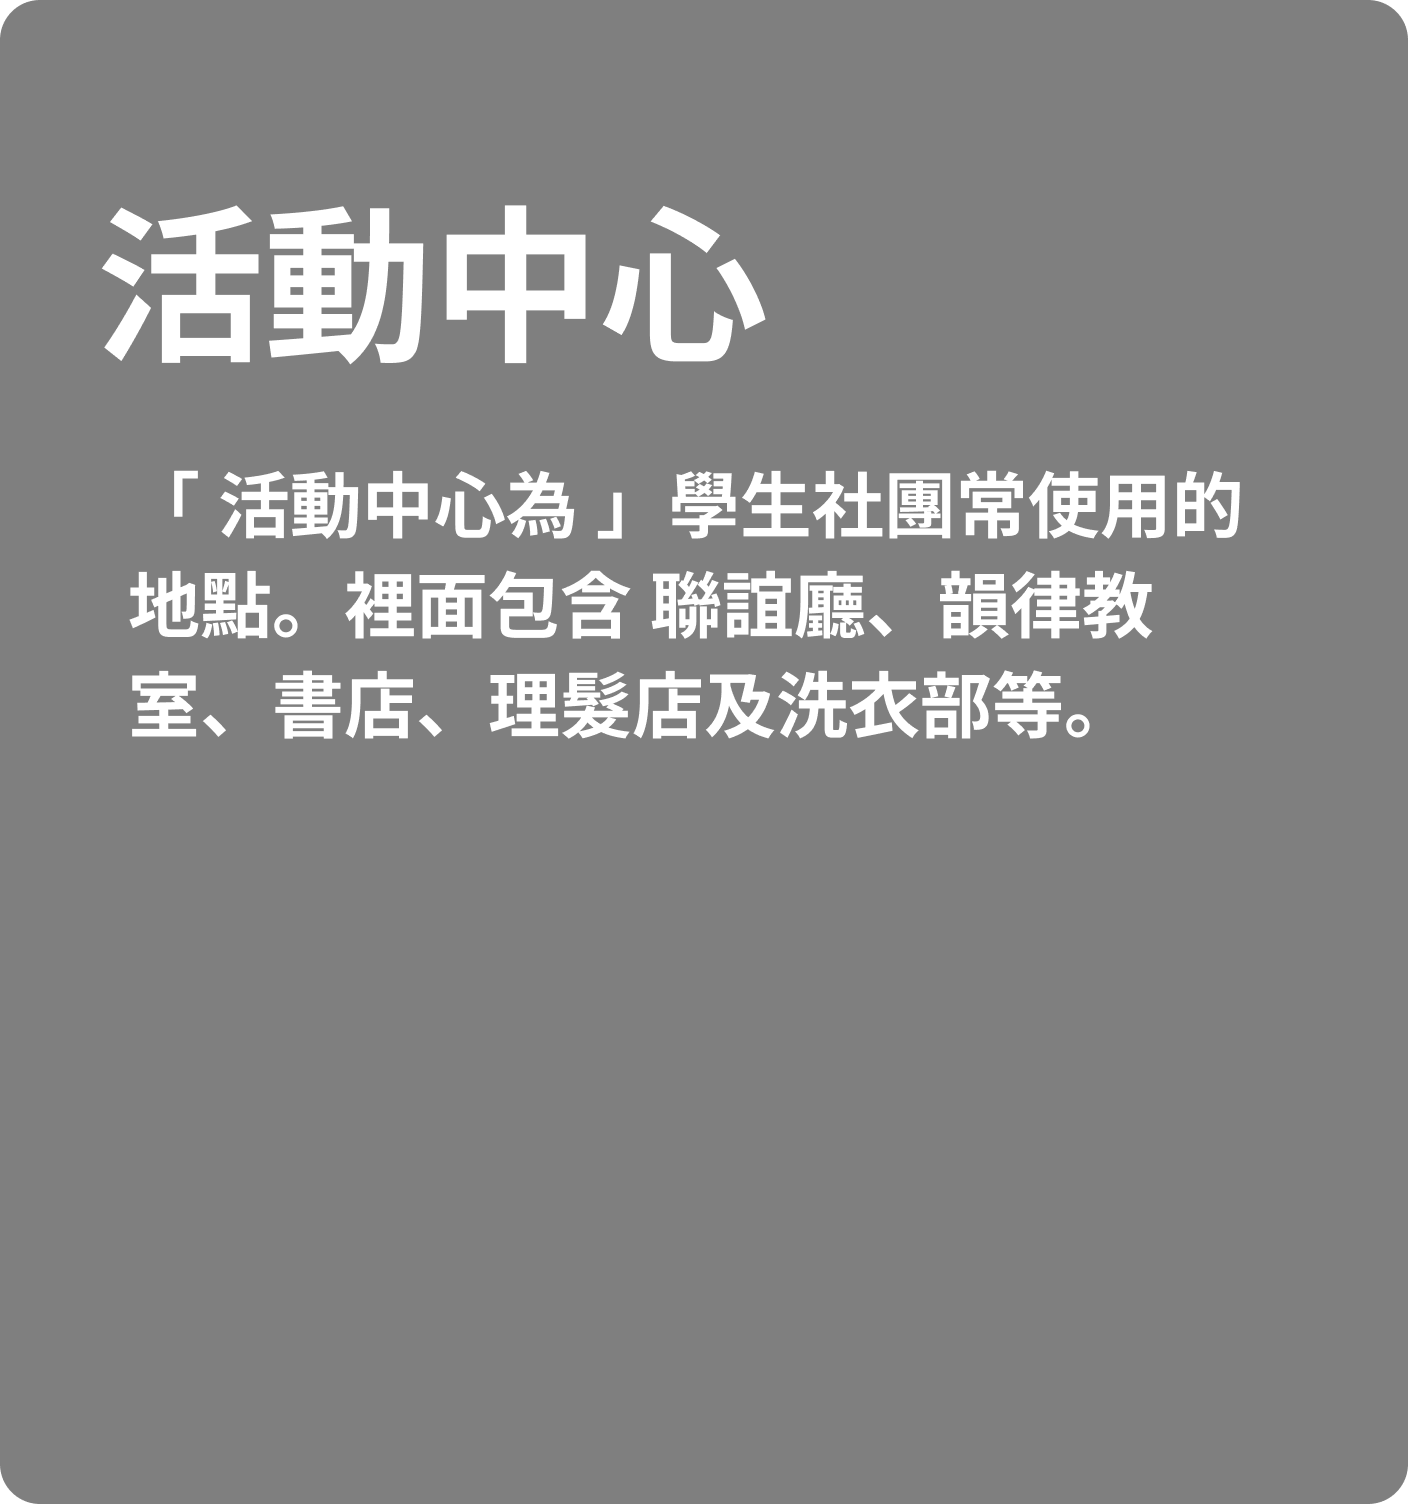 活動中心
「 活動中心為 」學生社團常使用的
地點。裡面包含 聯誼廳、韻律教
室、書店、理髮店及洗衣部等。